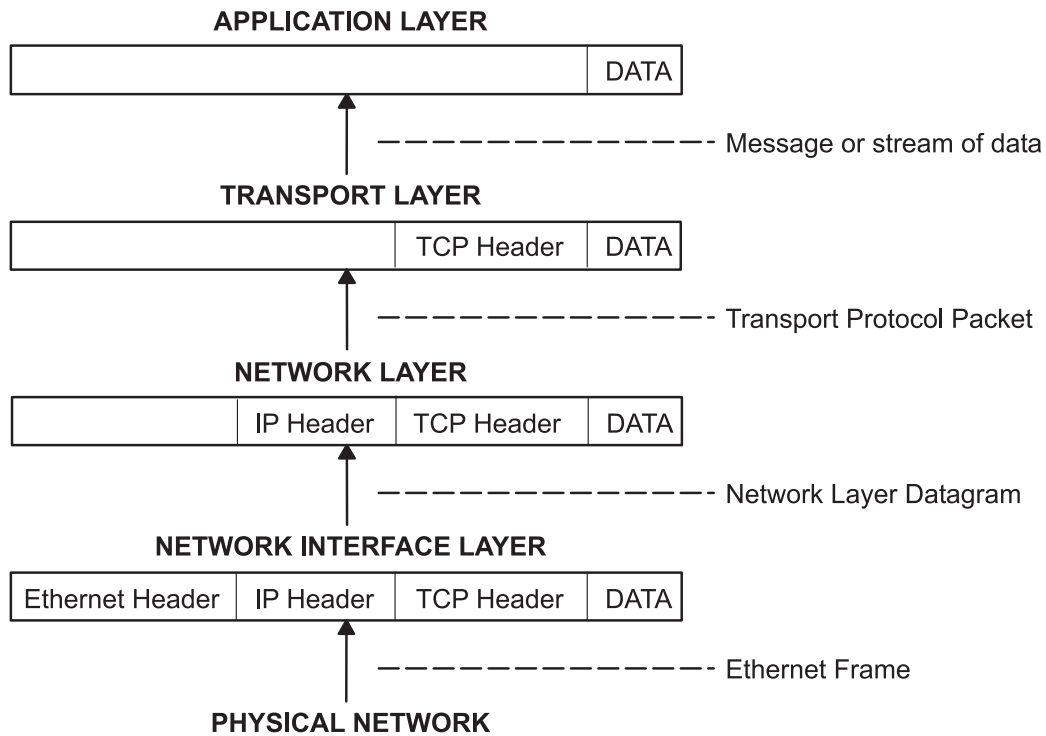 APPLICATION LAYER
DATA
Message or stream of data
TRANSPORT LAYER
TCP Header DATA
Transport Protocol Packet
NETWORK LAYER
IP Header TCP Header DATA
Network Layer Datagram
NETWORK INTERFACE LAYER
Ethernet Header IP Header TCP Header DATA
Ethernet Frame
PHYSICAL NETWORK